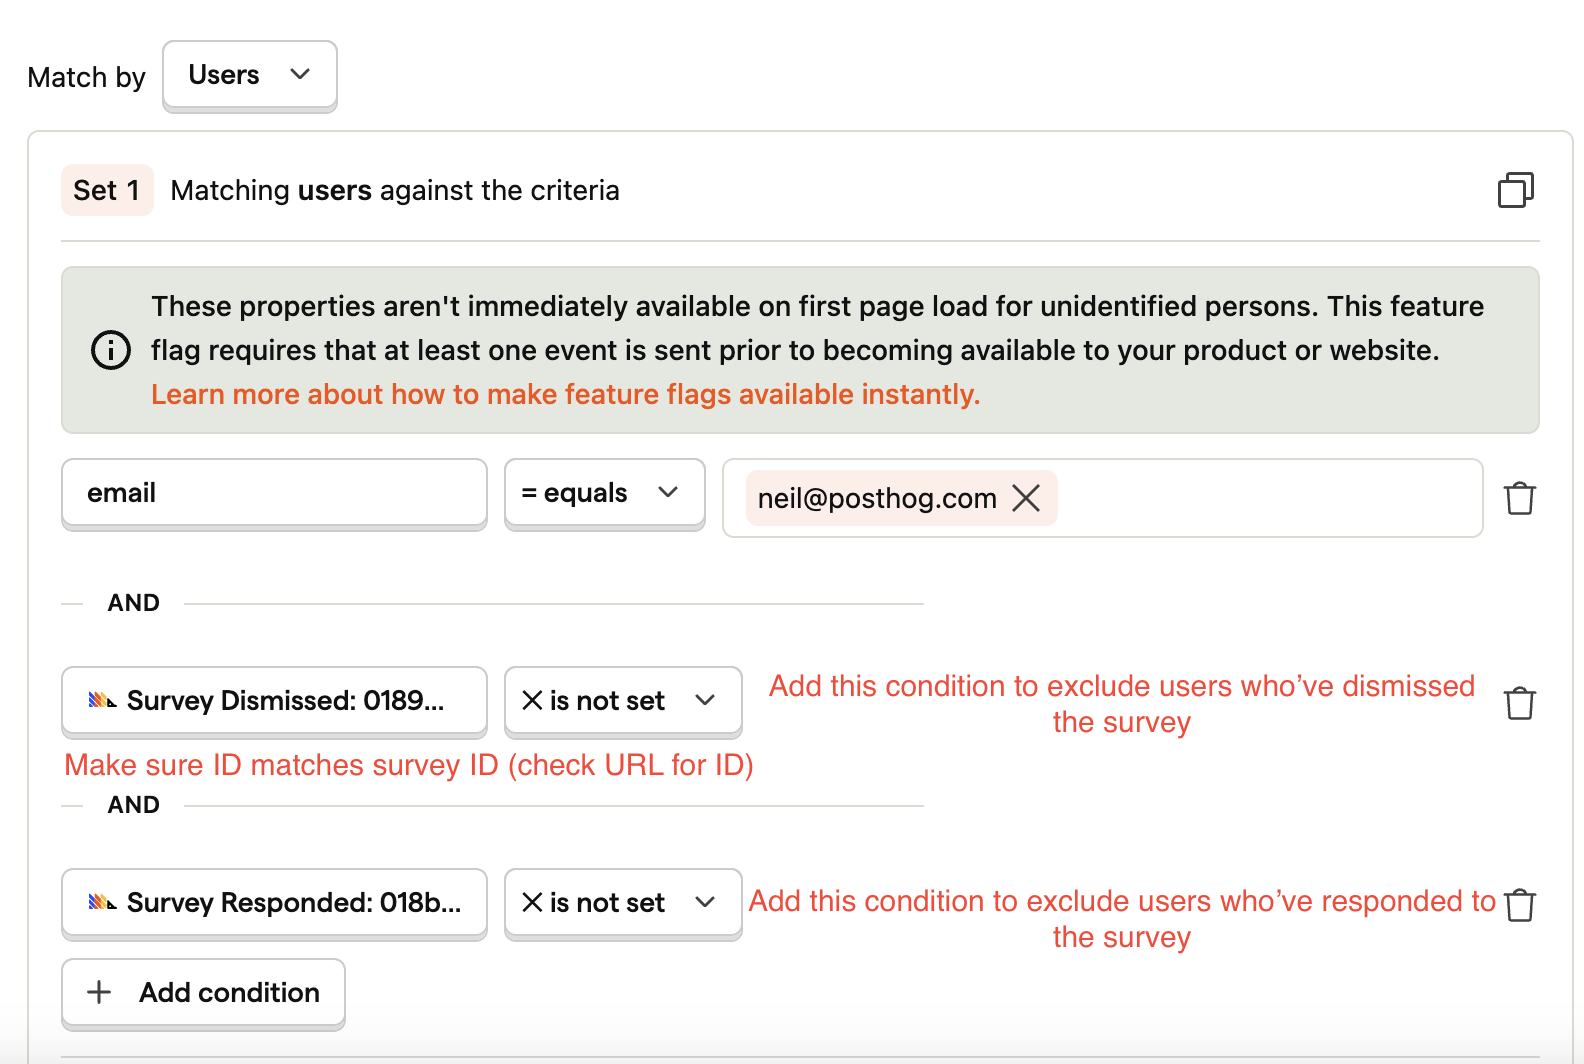 Match by Users
Set 1 Matching users against the criteria
These properties aren't immediately available on first page load for unidentified persons. This feature
flag requires that at least one event is sent prior to becoming available to your product or website.
Learn more about how to make feature flags available instantly.
email = equals neil@posthog.com
AND
Survey Dismissed: 0189... is not set
Add this condition to exclude users who’ve dismissed
the survey
Make sure ID matches survey ID (check URL for ID)
AND
Survey Responded: 018b... is not set
Add this condition to exclude users who’ve responded to
the survey
+ Add condition